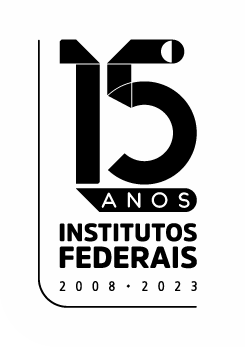 15
ANOS
INSTITUTOS
FEDERAIS
2008 • 2023